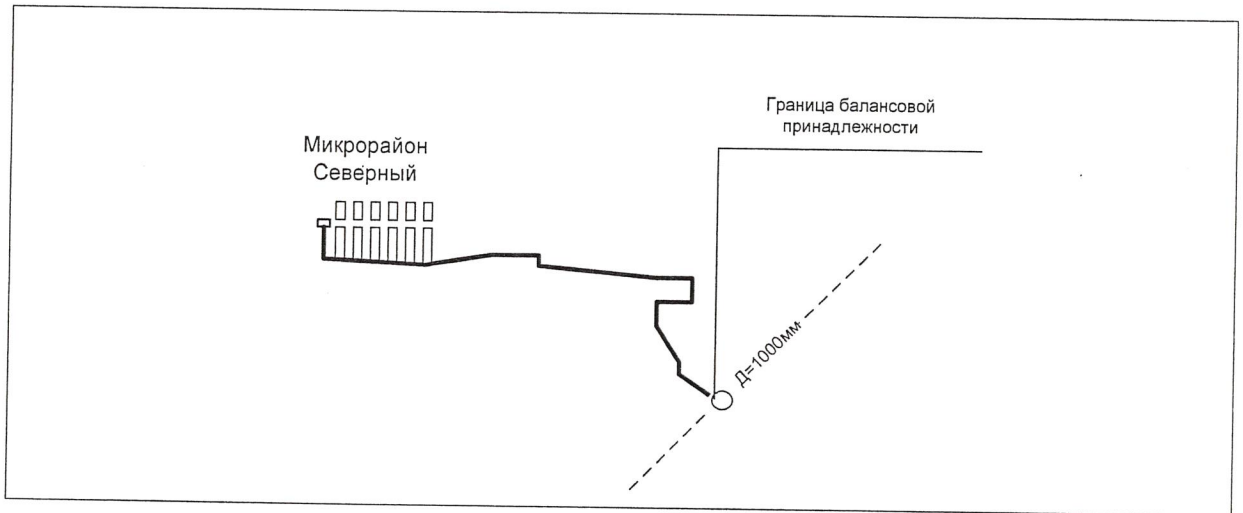 Граница балансовой
принадлежности
Микрорайон
Северный
Д=1000мм